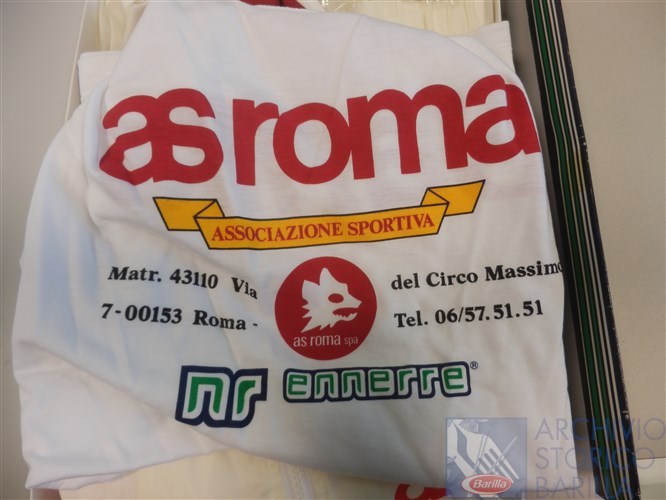 as roma
ASSOCIAZIONE SPORTIVA
Matr. 43110 Via del Circo Massimo
7-00153 Roma - Tel. 06/57.51.51
as roma spa
nr ennerre®
ARCHIVIO
STORICO
BARILLA
Barilla